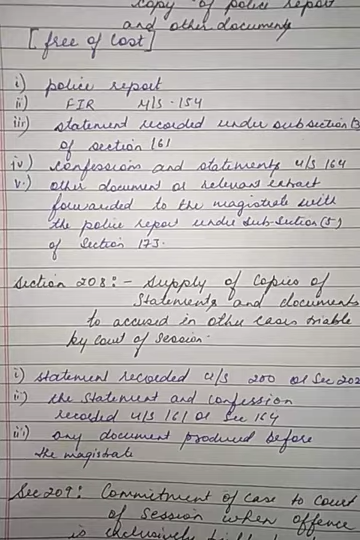 copy of police report
and other documents
[free of cost]
i) police report
ii) FIR U/S - 154
iii) statement recorded under subsection (3)
of section 161
iv) confession and statements U/S 164
v) other document or relevant extract
forwarded to the magistrate with
the police report under sub-section (5)
of Section 173.
Section 208:- Supply of Copies of
Statements and documents
to accused in other cases triable
by court of session.
i) statement recorded U/S 200 or Sec 202
ii) the Statement and confession
recorded U/S 161 or Sec 164
iii) any document produced before
the magistrate
Sec 209: Commitment of case to Court
of Session when offence
is exclusively